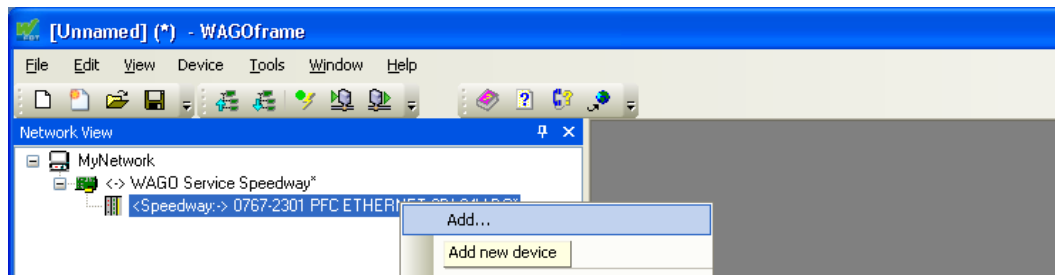 [Unnamed] (*) - WAGOframe
File Edit View Device Tools Window Help
Network View
MyNetwork
<-> WAGO Service Speedway*
<Speedway:-> 0767-2301 PFC ETHERNET
Add...
Add new device